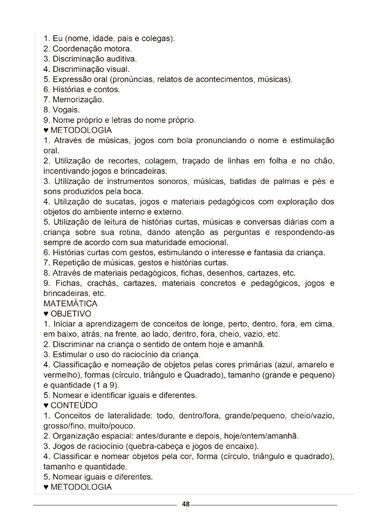 1. Eu (nome, idade, pais e colegas).
2. Coordenação motora.
3. Discriminação auditiva.
4. Discriminação visual.
5. Expressão oral (pronúncias, relatos de acontecimentos, músicas).
6. Histórias e contos.
7. Memorização.
8. Vogais.
9. Nome próprio e letras do nome próprio.
♥ METODOLOGIA
1. Através de músicas, jogos com bola pronunciando o nome e estimulação
oral.
2. Utilização de recortes, colagem, traçado de linhas em folha e no chão,
incentivando jogos e brincadeiras.
3. Utilização de instrumentos sonoros, músicas, batidas de palmas e pés e
sons produzidos pela boca.
4. Utilização de sucatas, jogos e materiais pedagógicos com exploração dos
objetos do ambiente interno e externo.
5. Utilização de leitura de histórias curtas, músicas e conversas diárias com a
criança sobre sua rotina, dando atenção as perguntas e respondendo-as
sempre de acordo com sua maturidade emocional.
6. Histórias curtas com gestos, estimulando o interesse e fantasia da criança.
7. Repetição de músicas, gestos e histórias curtas.
8. Através de materiais pedagógicos, fichas, desenhos, cartazes, etc.
9. Fichas, crachás, cartazes, materiais concretos e pedagógicos, jogos e
brincadeiras, etc.
MATEMÁTICA
♥ OBJETIVO
1. Iniciar a aprendizagem de conceitos de longe, perto, dentro, fora, em cima,
em baixo, atrás, na frente, ao lado, dentro, fora, cheio, vazio, etc.
2. Discriminar na criança o sentido de ontem hoje e amanhã.
3. Estimular o uso do raciocínio da criança.
4. Classificação e nomeação de objetos pelas cores primárias (azul, amarelo e
vermelho), formas (círculo, triângulo e Quadrado), tamanho (grande e pequeno)
e quantidade (1 a 9).
5. Nomear e identificar iguais e diferentes.
♥ CONTEÚDO
1. Conceitos de lateralidade: todo, dentro/fora, grande/pequeno, cheio/vazio,
grosso/fino, muito/pouco.
2. Organização espacial: antes/durante e depois, hoje/ontem/amanhã.
3. Jogos de raciocínio (quebra-cabeça e jogos de encaixe).
4. Classificar e nomear objetos pela cor, forma (círculo, triângulo e quadrado),
tamanho e quantidade.
5. Nomear iguais e diferentes.
♥ METODOLOGIA
48